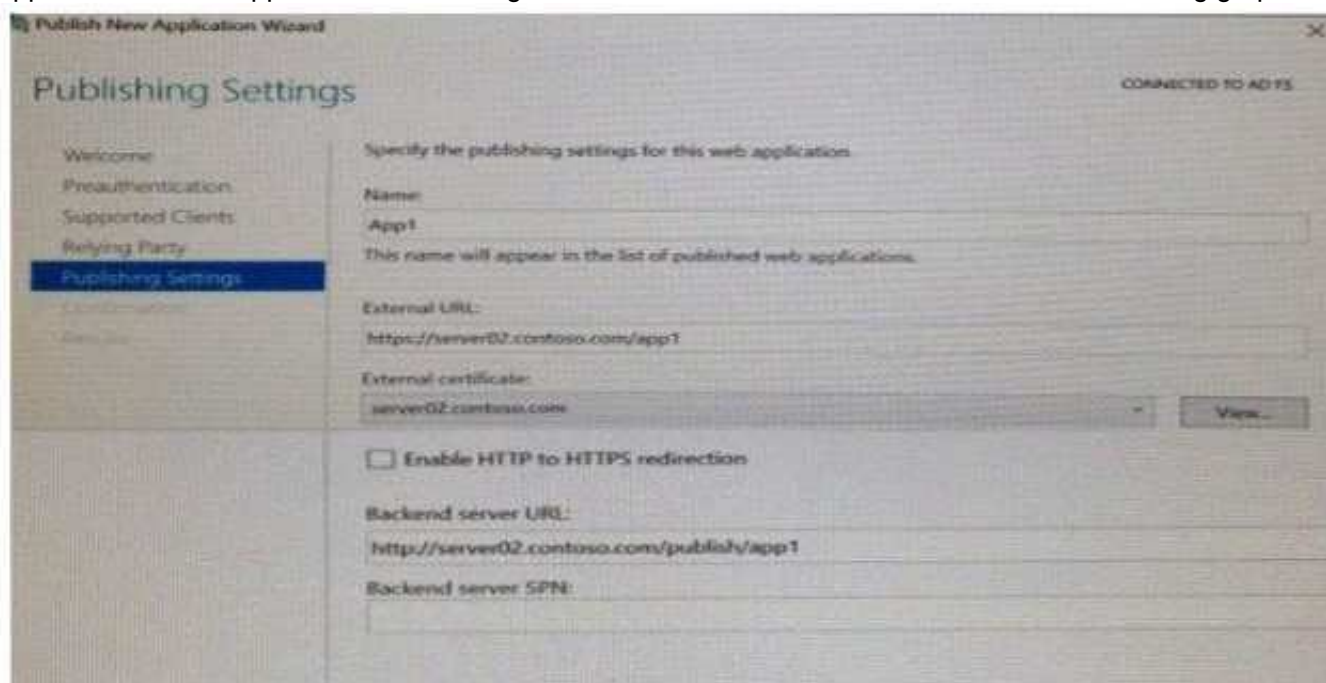 Publish New Application Wizard
Publishing Settings
CONNECTED TO AD FS
Welcome
Preauthentication
Supported Clients
Relying Party
Publishing Settings
Confirmation
Results
Specify the publishing settings for this web application.
Name:
App1
This name will appear in the list of published web applications.
External URL:
https://server02.contoso.com/app1
External certificate:
server02.contoso.com
View...
Enable HTTP to HTTPS redirection
Backend server URL:
http://server02.contoso.com/publish/app1
Backend server SPN: